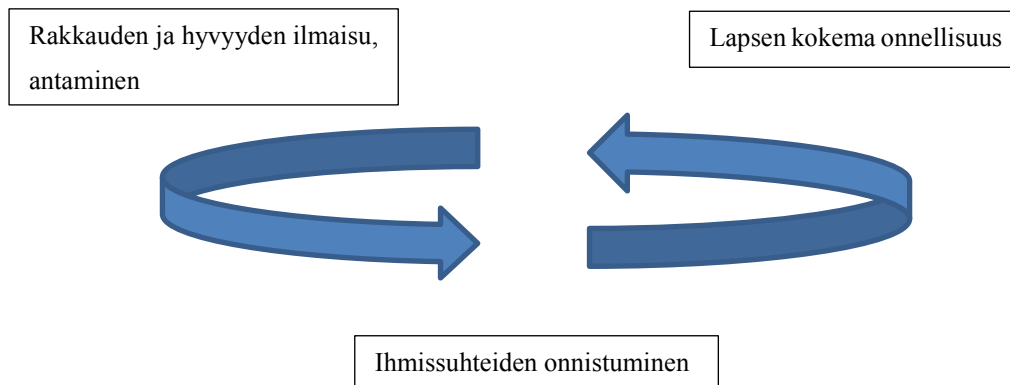 Rakkauden ja hyvyyden ilmaisu,
antaminen
Lapsen kokema onnellisuus
Ihmissuhteiden onnistuminen